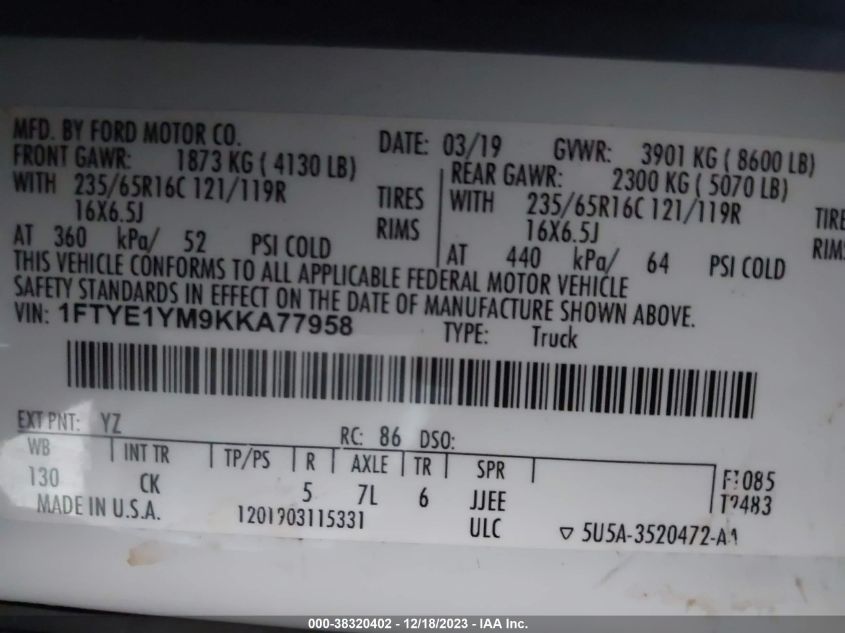 MFD. BY FORD MOTOR CO. DATE: 03/19 GVWR: 3901 KG ( 8600 LB)
FRONT GAWR: 1873 KG ( 4130 LB) REAR GAWR: 2300 KG ( 5070 LB)
WITH 235/65R16C 121/119R TIRES WITH 235/65R16C 121/119R TIRE
16X6.5J RIMS 16X6.5J RIM
AT 360 kPa/ 52 PSI COLD AT 440 kPa/ 64 PSI COLD
THIS VEHICLE CONFORMS TO ALL APPLICABLE FEDERAL MOTOR VEHICLE
SAFETY STANDARDS IN EFFECT ON THE DATE OF MANUFACTURE SHOWN ABOVE.
VIN: 1FTYE1YM9KKA77958 TYPE: Truck
EXT PNT: YZ RC: 86 DSO:
WB INT TR TP/PS R AXLE TR SPR
130 CK 5 7L 6 JJEE
MADE IN U.S.A. 1201903115331 ULC 5U5A-3520472-AA
000-38320402 - 12/18/2023 - IAA Inc.